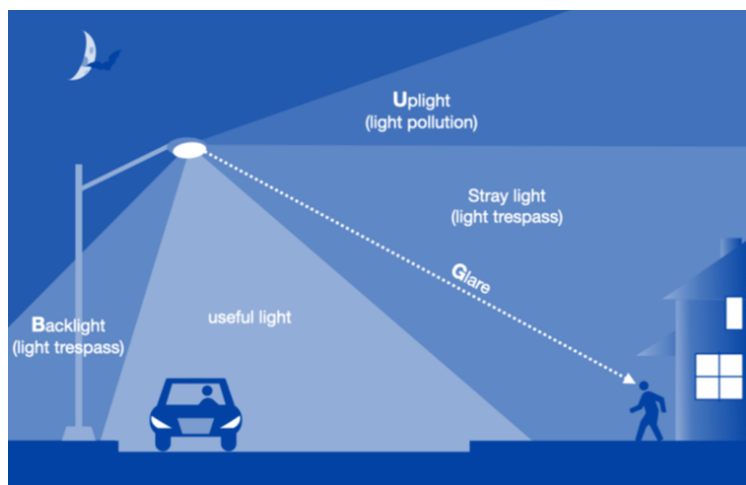 Uplight
(light pollution)
Stray light
(light trespass)
Glare
useful light
Backlight
(light trespass)